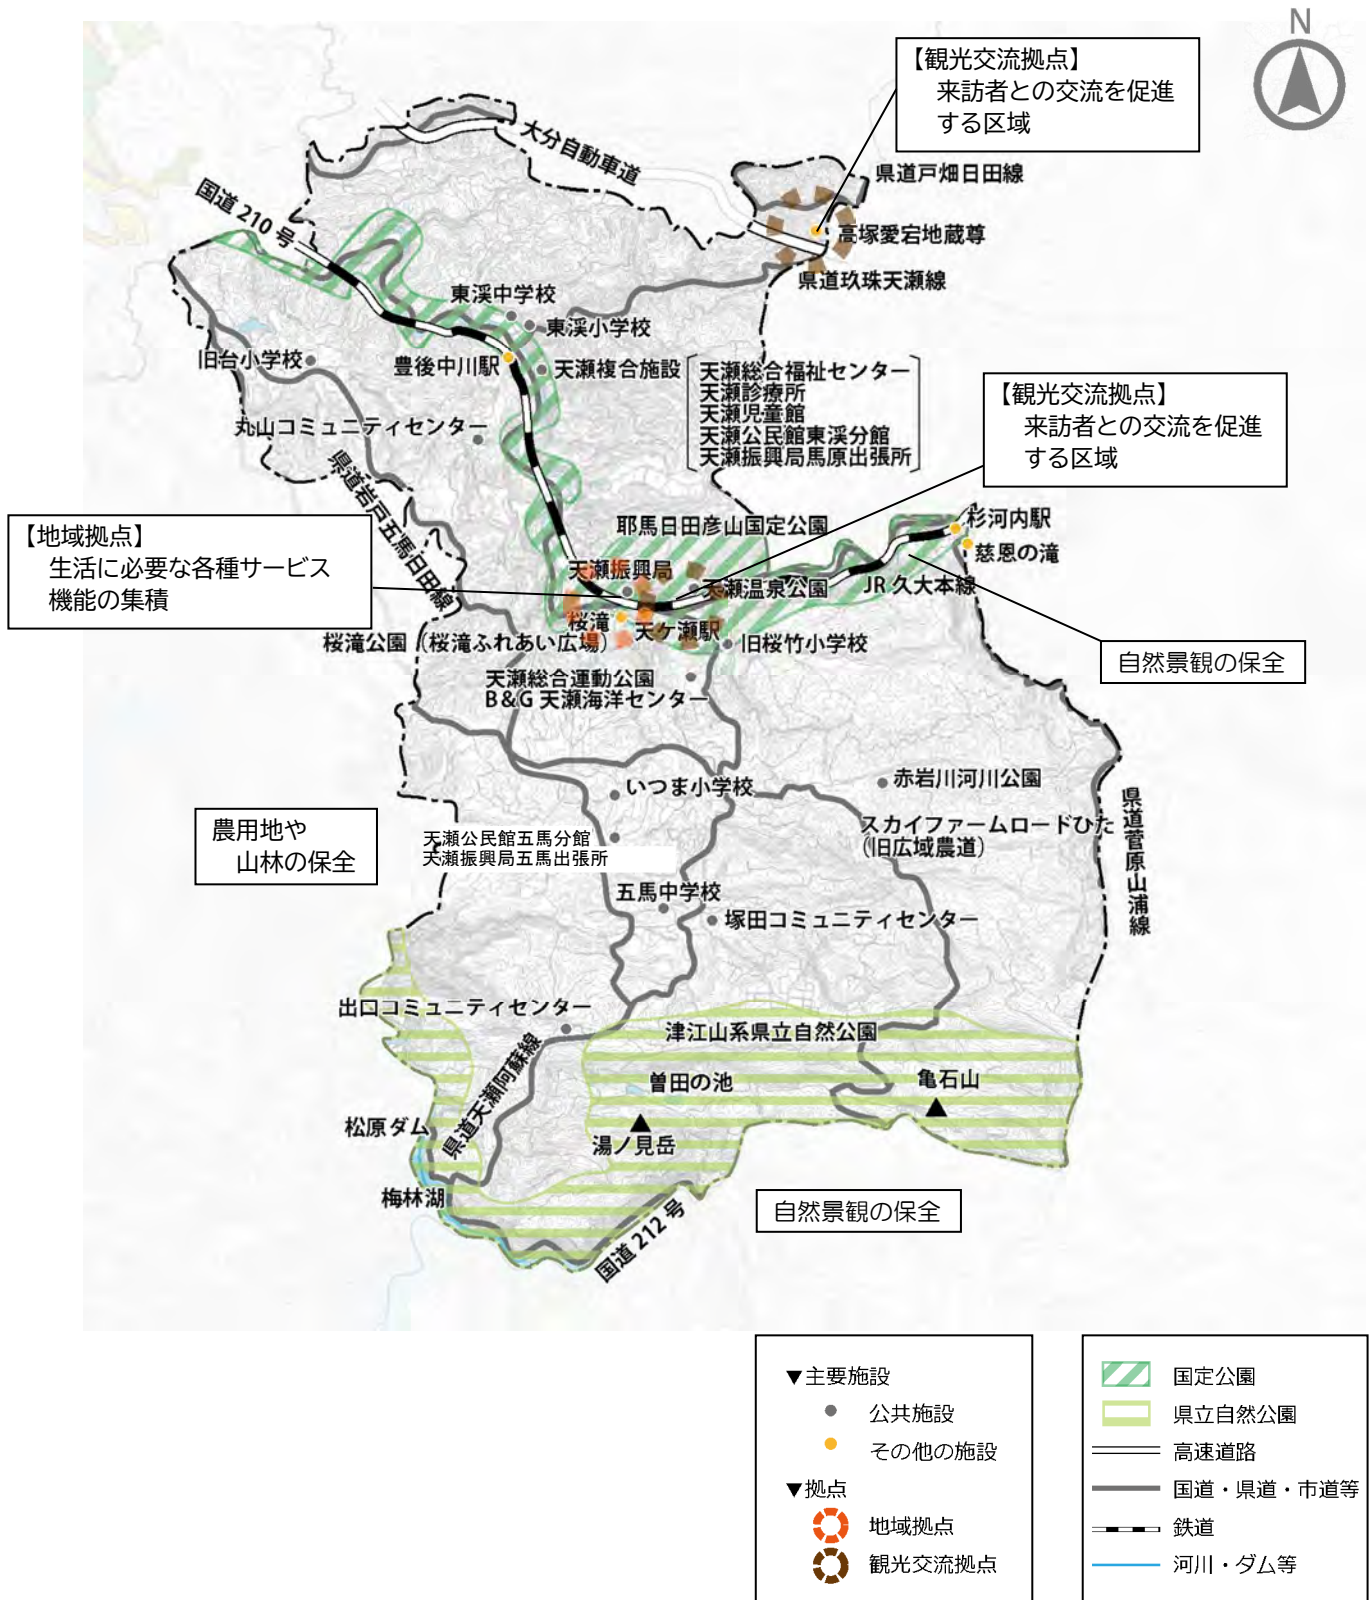 N
【観光交流拠点】
来訪者との交流を促進
する区域
大分自動車道
県道戸畑日田線
国道210号
高塚愛宕地蔵尊
県道玖珠天瀬線
東渓中学校
東渓小学校
旧台小学校
豊後中川駅
天瀬複合施設
天瀬総合福祉センター
天瀬診療所
天瀬児童館
天瀬公民館東渓分館
天瀬振興局馬原出張所
【観光交流拠点】
来訪者との交流を促進
する区域
丸山コミュニティセンター
県道岩戸五馬日田線
【地域拠点】
生活に必要な各種サービス
機能の集積
耶馬日田彦山国定公園
杉河内駅
慈恩の滝
天瀬振興局
天瀬温泉公園
JR久大本線
桜滝
天ケ瀬駅
桜滝公園（桜滝ふれあい広場）
旧桜竹小学校
自然景観の保全
天瀬総合運動公園
B&G天瀬海洋センター
いつま小学校
赤岩川河川公園
農用地や
山林の保全
天瀬公民館五馬分館
天瀬振興局五馬出張所
スカイファームロードひた
（旧広域農道）
県道菅原山浦線
五馬中学校
塚田コミュニティセンター
出口コミュニティセンター
津江山系県立自然公園
県道天瀬阿蘇線
曽田の池
亀石山
松原ダム
湯ノ見岳
梅林湖
国道212号
自然景観の保全
▼主要施設
公共施設
その他の施設
▼拠点
地域拠点
観光交流拠点
国定公園
県立自然公園
高速道路
国道・県道・市道等
鉄道
河川・ダム等